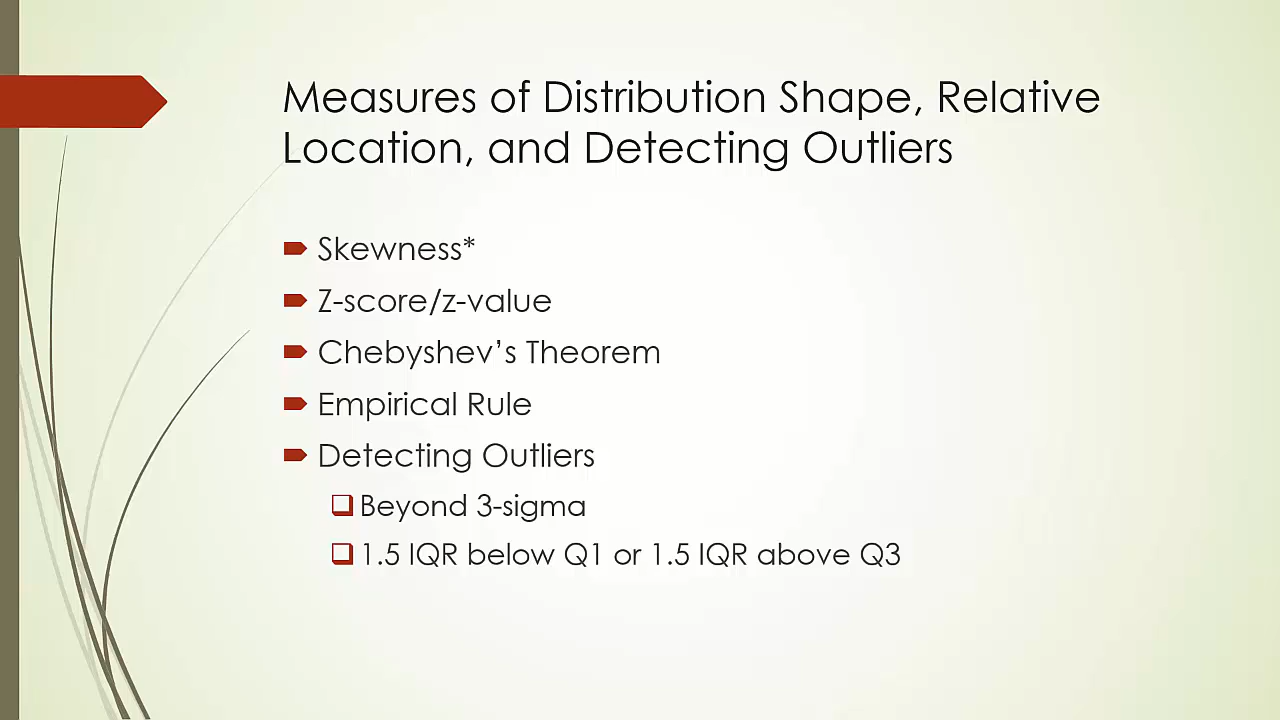 Measures of Distribution Shape, Relative
Location, and Detecting Outliers
Skewness*
Z-score/z-value
Chebyshev’s Theorem
Empirical Rule
Detecting Outliers
Beyond 3-sigma
1.5 IQR below Q1 or 1.5 IQR above Q3